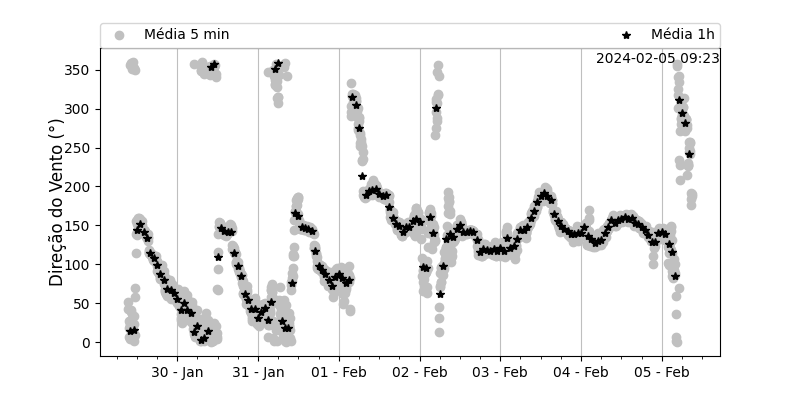 Média 5 min
Média 1h
2024-02-05 09:23
Direção do Vento (°)
350
300
250
200
150
100
50
0
30 - Jan
31 - Jan
01 - Feb
02 - Feb
03 - Feb
04 - Feb
05 - Feb